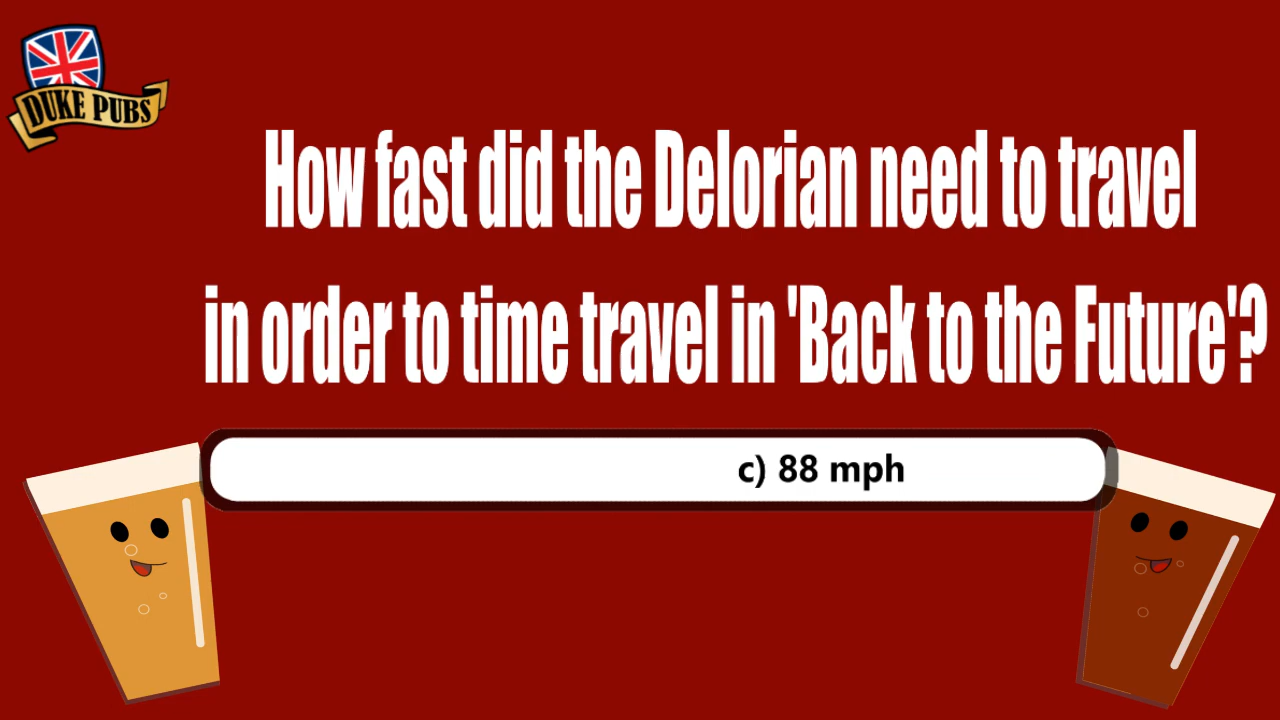 DUKE PUBS
How fast did the Delorian need to travel
in order to time travel in 'Back to the Future'?
c) 88 mph